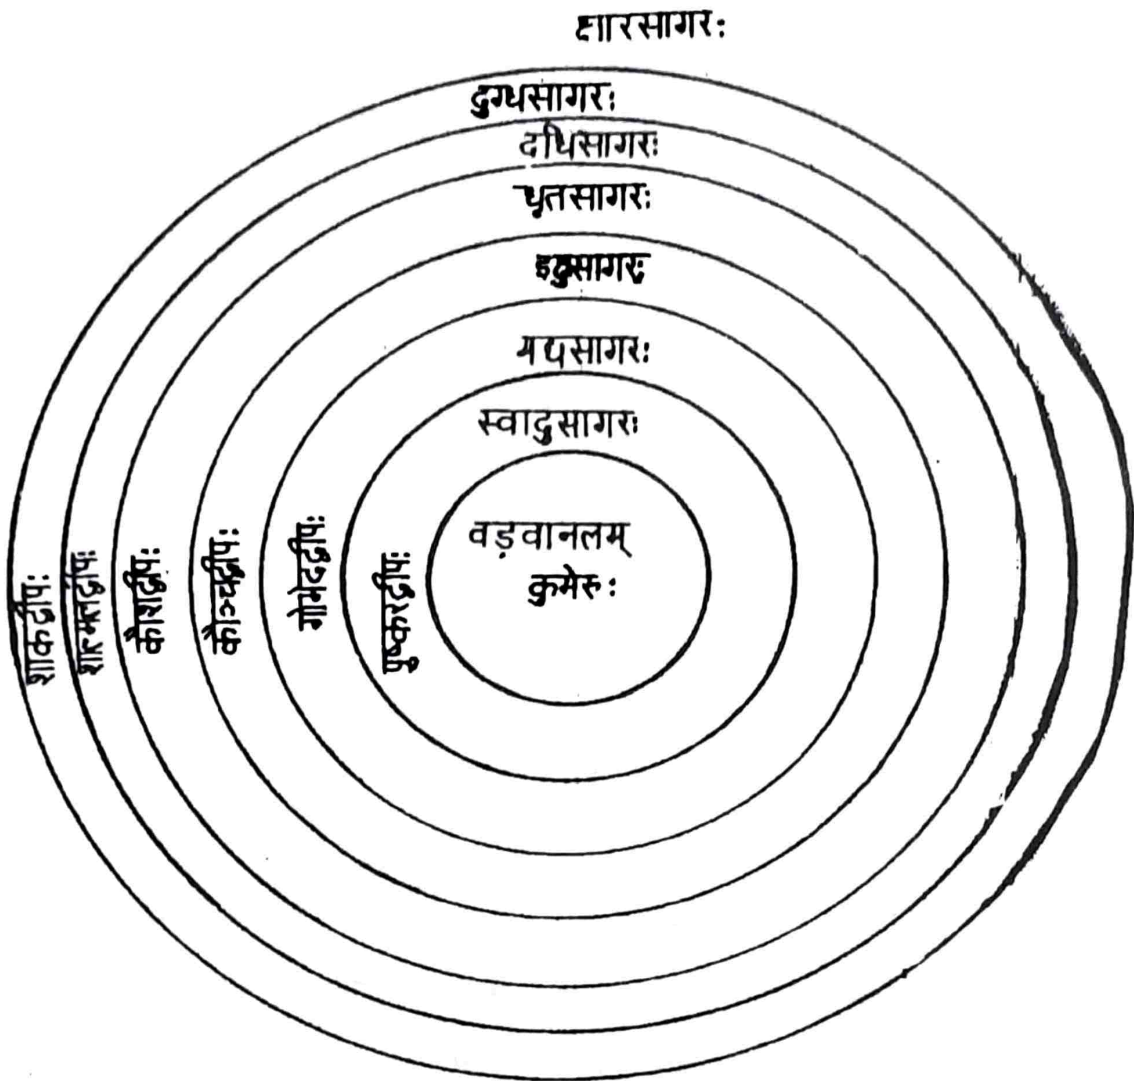 क्षारसागरः
दुग्धसागरः
दधिसागरः
घृतसागरः
इक्षुसागरः
मद्यसागरः
स्वादुसागरः
वड़वानलम्
कुमेरुः
शाकद्वीपः
शाल्मलद्वीपः
कौशद्वीपः
कौञ्चद्वीपः
गोमेदद्वीपः
पुष्करद्वीपः